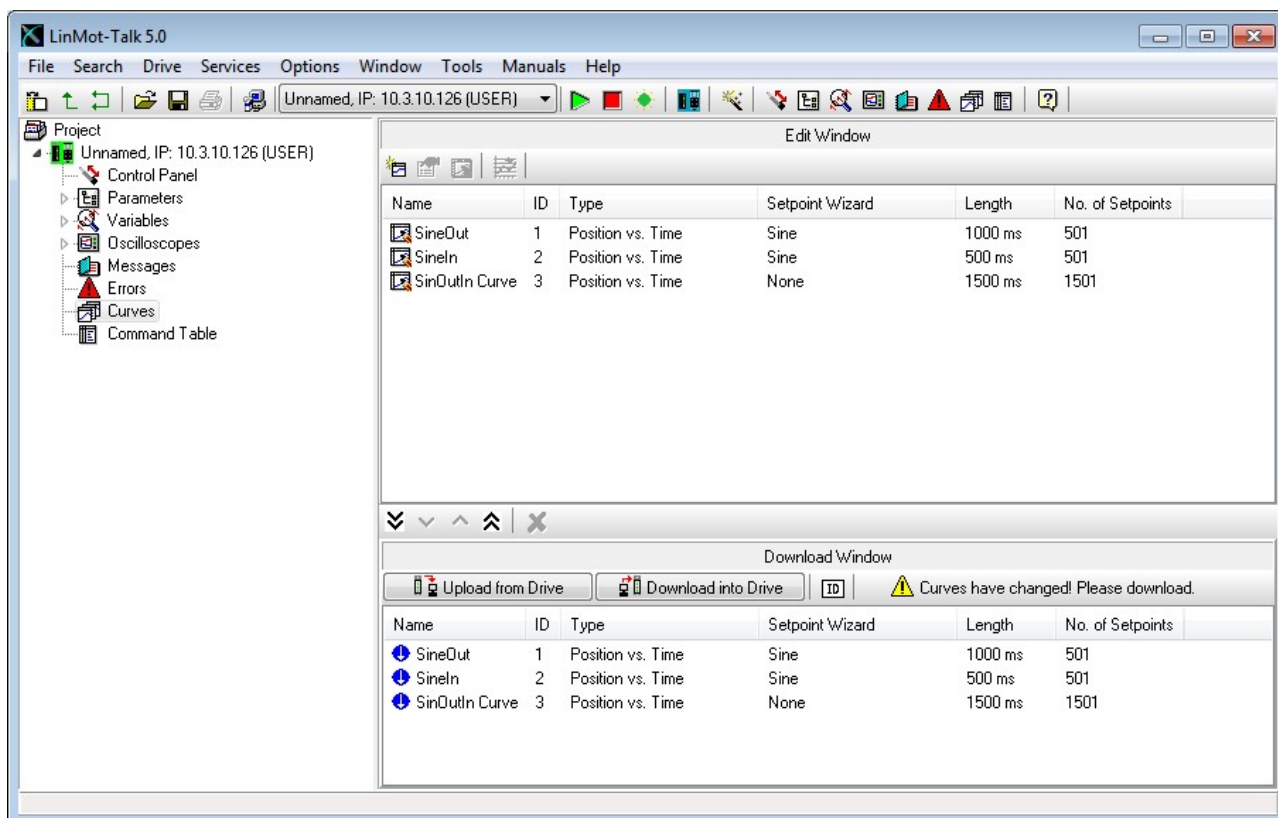 LinMot-Talk 5.0
File Search Drive Services Options Window Tools Manuals Help
Unnamed, IP: 10.3.10.126 (USER)
Project
Unnamed, IP: 10.3.10.126 (USER)
Control Panel
Parameters
Variables
Oscilloscopes
Messages
Errors
Curves
Command Table
Edit Window
Name ID Type Setpoint Wizard Length No. of Setpoints
SineOut 1 Position vs. Time Sine 1000 ms 501
SineIn 2 Position vs. Time Sine 500 ms 501
SinOutIn Curve 3 Position vs. Time None 1500 ms 1501
Download Window
Upload from Drive Download into Drive ID Curves have changed! Please download.
Name ID Type Setpoint Wizard Length No. of Setpoints
SineOut 1 Position vs. Time Sine 1000 ms 501
SineIn 2 Position vs. Time Sine 500 ms 501
SinOutIn Curve 3 Position vs. Time None 1500 ms 1501